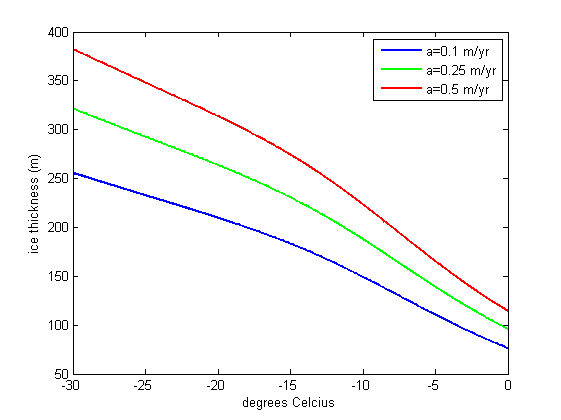 400
350
300
250
200
150
100
50
ice thickness (m)
a=0.1 m/yr
a=0.25 m/yr
a=0.5 m/yr
-30 -25 -20 -15 -10 -5 0
degrees Celcius